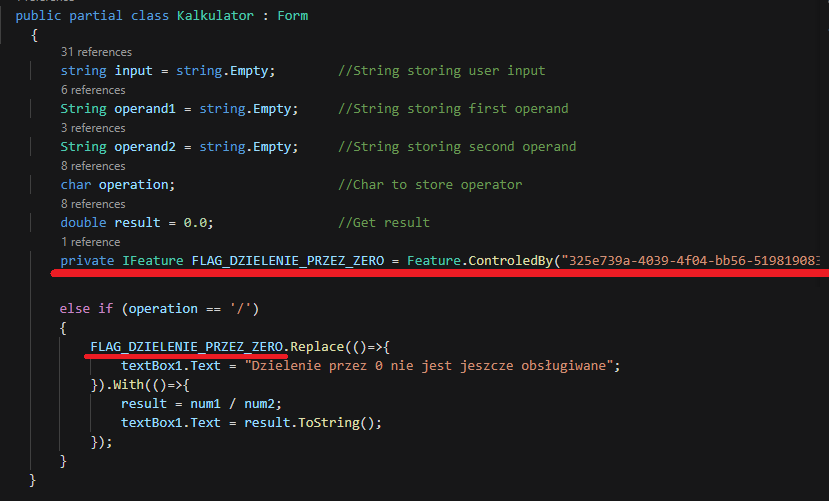 public partial class Kalkulator : Form
{
31 references
string input = string.Empty; //String storing user input
6 references
String operand1 = string.Empty; //String storing first operand
3 references
String operand2 = string.Empty; //String storing second operand
8 references
char operation; //Char to store operator
8 references
double result = 0.0; //Get result
1 reference
private IFeature FLAG_DZIELENIE_PRZEZ_ZERO = Feature.ControledBy("325e739a-4039-4f04-bb56-519819083
else if (operation == '/')
{
FLAG_DZIELENIE_PRZEZ_ZERO.Replace(()=>{
textBox1.Text = "Dzielenie przez 0 nie jest jeszcze obsługiwane";
}).With(()=>{
result = num1 / num2;
textBox1.Text = result.ToString();
});
}
}